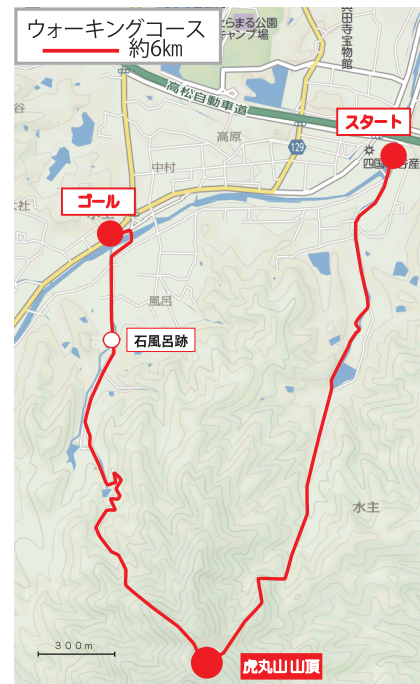 ウォーキングコース
約6km
とらまる公園
キャンプ場
宝物館
高松自動車道
スタート
高原
129
中村
谷
ゴール
水主
風呂
石風呂跡
水主
300m
虎丸山 山頂